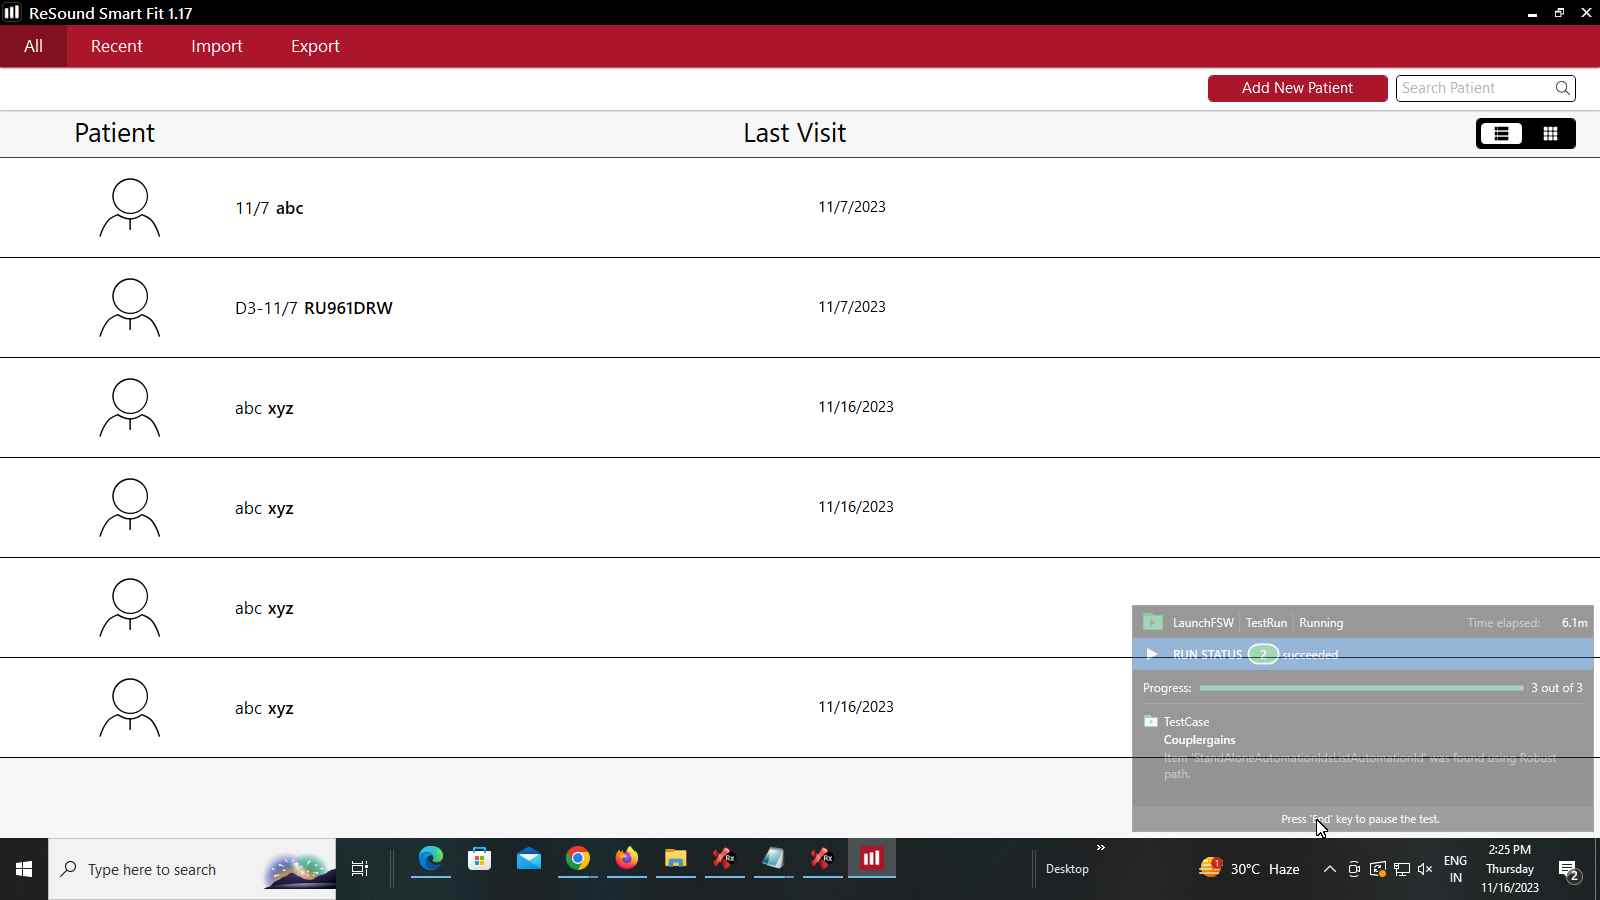 ReSound Smart Fit 1.17
All Recent Import Export
Add New Patient Search Patient
Patient Last Visit
11/7 abc 11/7/2023
D3-11/7 RU961DRW 11/7/2023
abc xyz 11/16/2023
abc xyz 11/16/2023
abc xyz
abc xyz 11/16/2023
LaunchFSW TestRun Running Time elapsed: 6.1m
RUN STATUS 2 succeeded
Progress: 3 out of 3
TestCase
Couplergains
Item 'StandAloneAutomationIdsListAutomationId' was found using Robust
path.
Press 'End' key to pause the test.
Type here to search
Rx
Rx
Desktop
»
1
30°C Haze
ENG
IN
2:25 PM
Thursday
11/16/2023
2